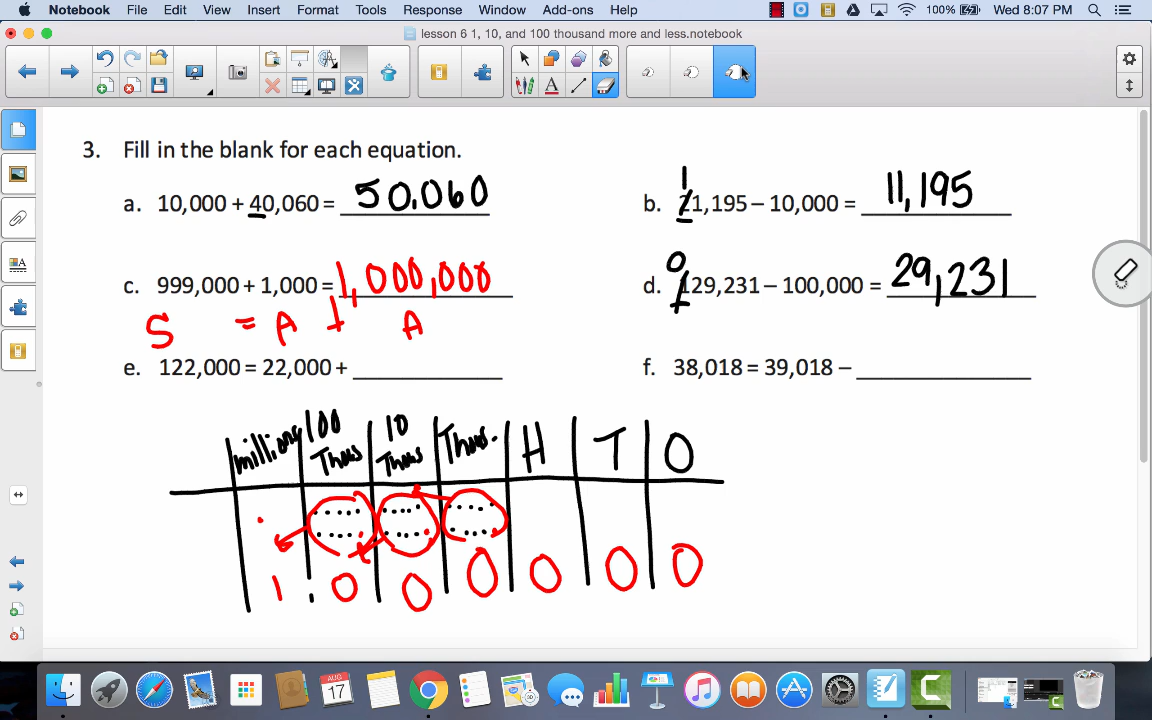 Notebook File Edit View Insert Format Tools Response Window Add-ons Help 100% Wed 8:07 PM
lesson 6 1, 10, and 100 thousand more and less.notebook
3. Fill in the blank for each equation.
a. 10,000 + 40,060 = 50,060
b. 1 21,195 – 10,000 = 11,195
c. 999,000 + 1,000 = 1,000,000
d. 0 129,231 – 100,000 = 29,231
S = A + A
e. 122,000 = 22,000 + ____________
f. 38,018 = 39,018 – ____________
millions 100 Thous 10 Thous Thous. H T O
1 0 0 0 0 0 0
AUG 17